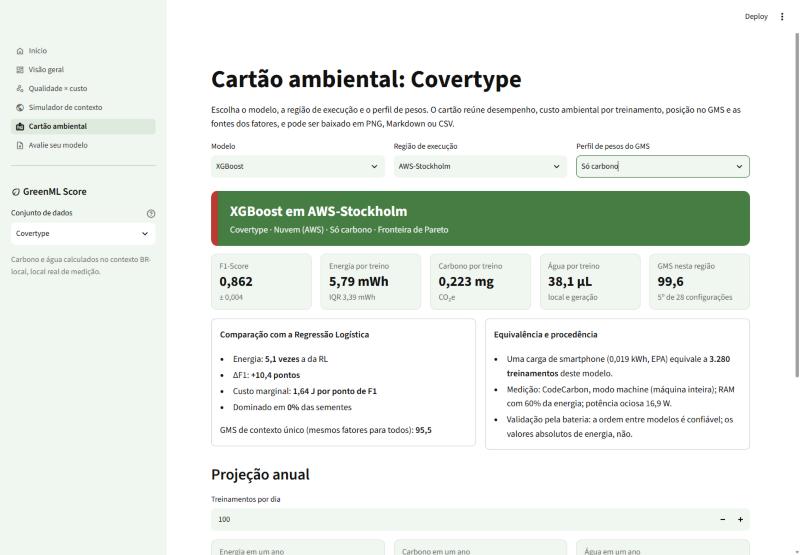 Deploy
Início
Visão geral
Qualidade × custo
Simulador de contexto
Cartão ambiental
Avalie seu modelo
GreenML Score
Conjunto de dados
Covertype
Carbono e água calculados no contexto BR-
local, local real de medição.
Cartão ambiental: Covertype
Escolha o modelo, a região de execução e o perfil de pesos. O cartão reúne desempenho, custo ambiental por treinamento, posição no GMS e as
fontes dos fatores, e pode ser baixado em PNG, Markdown ou CSV.
Modelo
XGBoost
Região de execução
AWS-Stockholm
Perfil de pesos do GMS
Só carbono
XGBoost em AWS-Stockholm
Covertype · Nuvem (AWS) · Só carbono · Fronteira de Pareto
F1-Score
0,862
± 0,004
Energia por treino
5,79 mWh
IQR 3,39 mWh
Carbono por treino
0,223 mg
CO₂e
Água por treino
38,1 µL
local e geração
GMS nesta região
99,6
5º de 28 configurações
Comparação com a Regressão Logística
• Energia: 5,1 vezes a da RL
• ΔF1: +10,4 pontos
• Custo marginal: 1,64 J por ponto de F1
• Dominado em 0% das sementes
GMS de contexto único (mesmos fatores para todos): 95,5
Equivalência e procedência
• Uma carga de smartphone (0,019 kWh, EPA) equivale a 3.280
treinamentos deste modelo.
• Medição: CodeCarbon, modo machine (máquina inteira); RAM
com 60% da energia; potência ociosa 16,9 W.
• Validação pela bateria: a ordem entre modelos é confiável; os
valores absolutos de energia, não.
Projeção anual
Treinamentos por dia
100
Energia em um ano
Carbono em um ano
Água em um ano